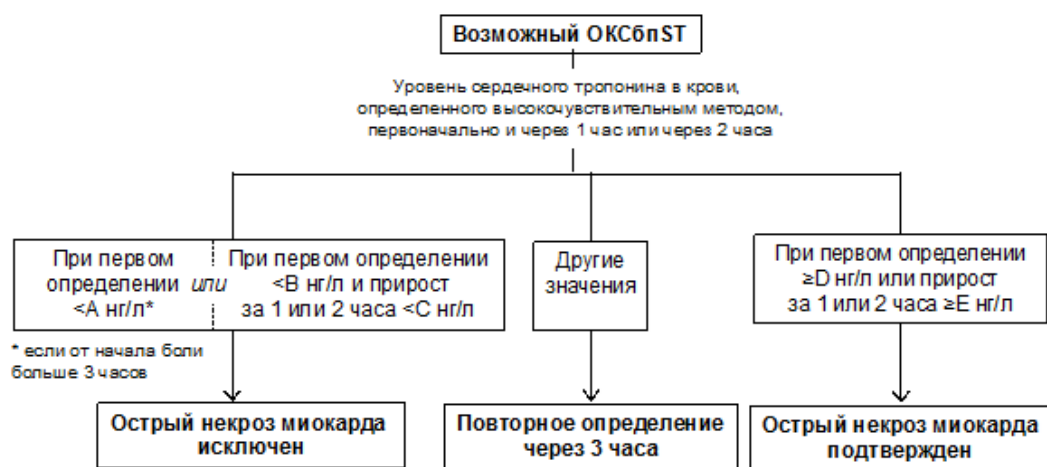 Возможный ОКСбпST
Уровень сердечного тропонина в крови,
определенного высокочувствительным методом,
первоначально и через 1 час или через 2 часа
При первом
определении или
<A нг/л*
При первом определении
<B нг/л и прирост
за 1 или 2 часа <C нг/л
Другие
значения
При первом определении
≥D нг/л или прирост
за 1 или 2 часа ≥E нг/л
* если от начала боли
больше 3 часов
Острый некроз миокарда
исключен
Повторное определение
через 3 часа
Острый некроз миокарда
подтвержден